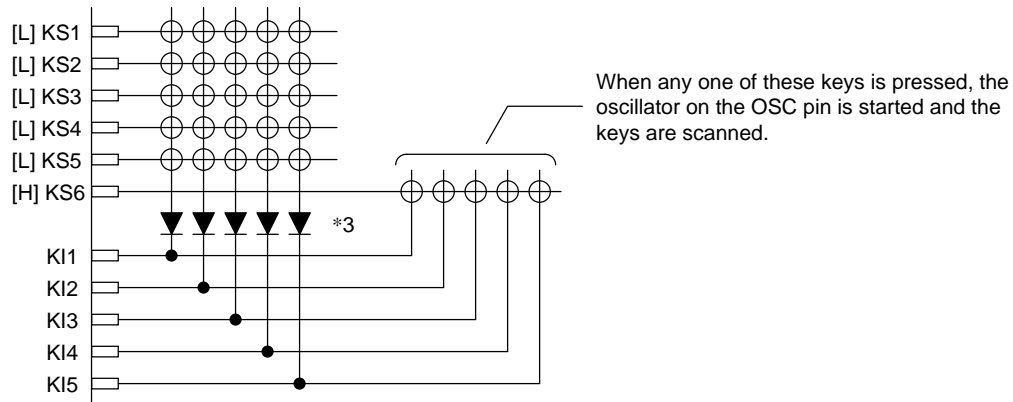 [L] KS1
[L] KS2
[L] KS3
[L] KS4
[L] KS5
[H] KS6
When any one of these keys is pressed, the
oscillator on the OSC pin is started and the
keys are scanned.
*3
KI1
KI2
KI3
KI4
KI5